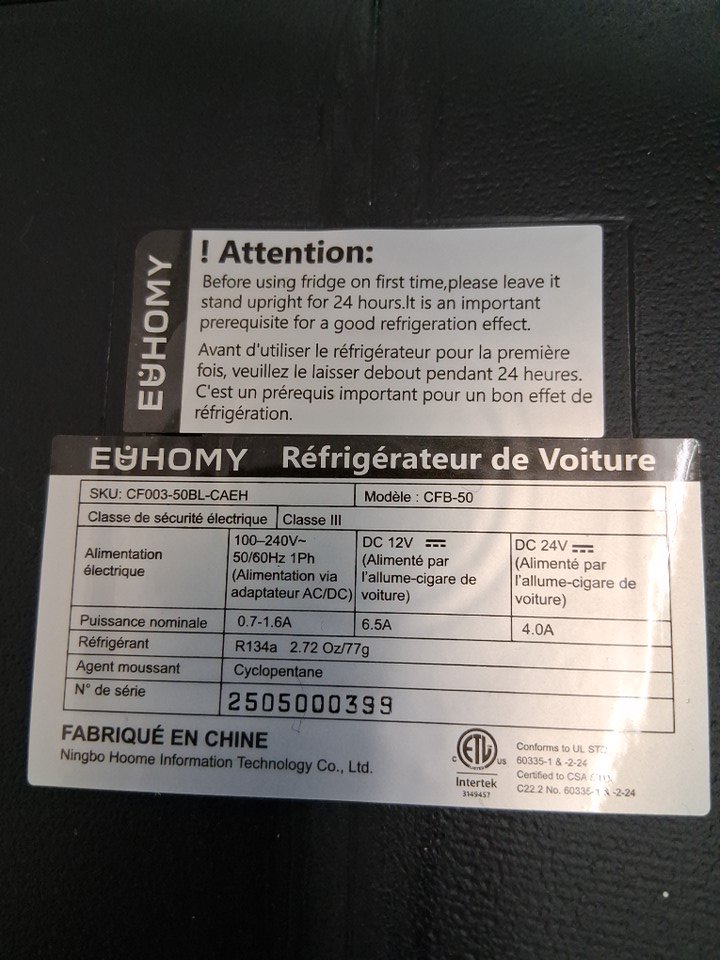 EUHOMY
! Attention:
Before using fridge on first time,please leave it
stand upright for 24 hours.It is an important
prerequisite for a good refrigeration effect.
Avant d'utiliser le réfrigérateur pour la première
fois, veuillez le laisser debout pendant 24 heures.
C'est un prérequis important pour un bon effet de
réfrigération.
EUHOMY Réfrigérateur de Voiture
SKU: CF003-50BL-CAEH Modèle : CFB-50
Classe de sécurité électrique Classe III
Alimentation électrique
100–240V~
50/60Hz 1Ph
(Alimentation via
adaptateur AC/DC)
DC 12V
(Alimenté par
l'allume-cigare de
voiture)
DC 24V
(Alimenté par
l'allume-cigare de
voiture)
Puissance nominale 0.7-1.6A 6.5A 4.0A
Réfrigérant R134a 2.72 Oz/77g
Agent moussant Cyclopentane
N° de série 2505000399
FABRIQUÉ EN CHINE
Ningbo Hoome Information Technology Co., Ltd.
c ETL us
LISTED
Intertek
3149457
Conforms to UL
60335-1 & -2-24
Certified to CSA
C22.2 No. 60335-1 & -2-24